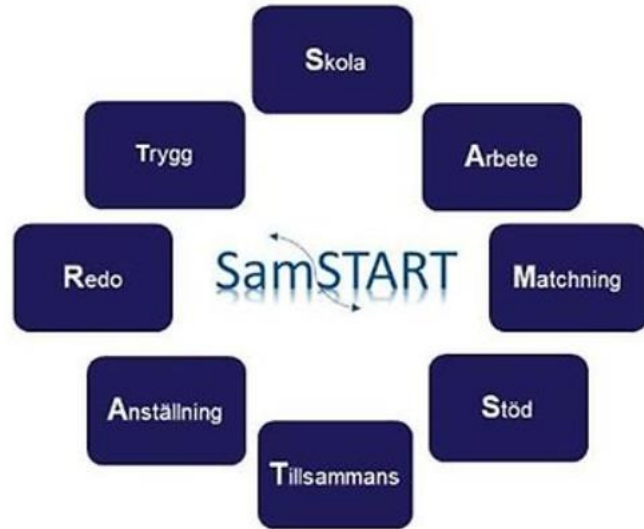 Skola
Arbete
Matchning
Stöd
Tillsammans
Anställning
Redo
Trygg
SamSTART